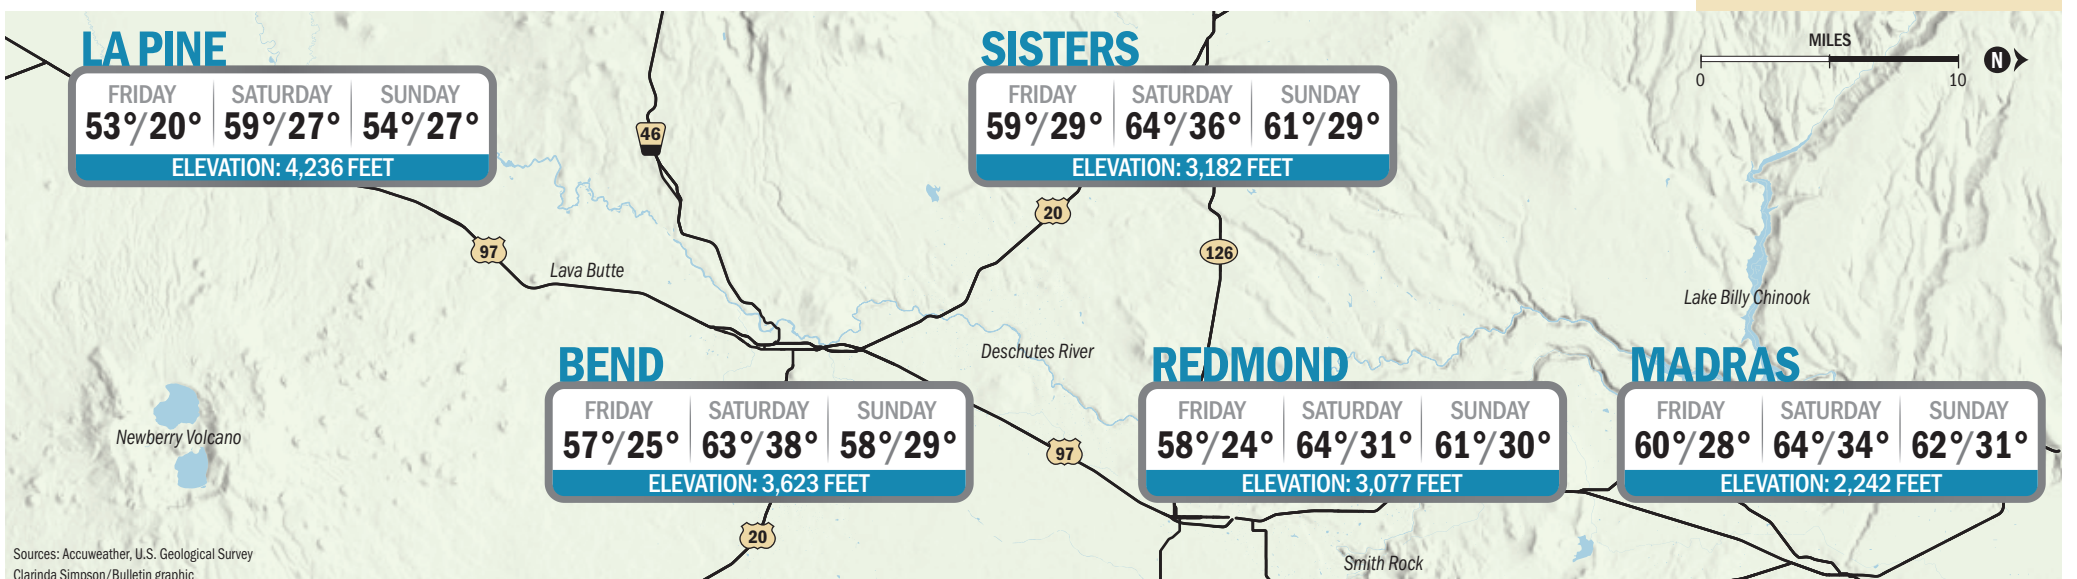 MILES
0 10
N
LA PINE
FRIDAY SATURDAY SUNDAY
53°/20° 59°/27° 54°/27°
ELEVATION: 4,236 FEET
SISTERS
FRIDAY SATURDAY SUNDAY
59°/29° 64°/36° 61°/29°
ELEVATION: 3,182 FEET
46
20
97
126
Lava Butte
Lake Billy Chinook
Deschutes River
BEND
FRIDAY SATURDAY SUNDAY
57°/25° 63°/38° 58°/29°
ELEVATION: 3,623 FEET
REDMOND
FRIDAY SATURDAY SUNDAY
58°/24° 64°/31° 61°/30°
ELEVATION: 3,077 FEET
MADRAS
FRIDAY SATURDAY SUNDAY
60°/28° 64°/34° 62°/31°
ELEVATION: 2,242 FEET
Newberry Volcano
97
20
Smith Rock
Sources: Accuweather, U.S. Geological Survey
Clarinda Simpson/Bulletin graphic